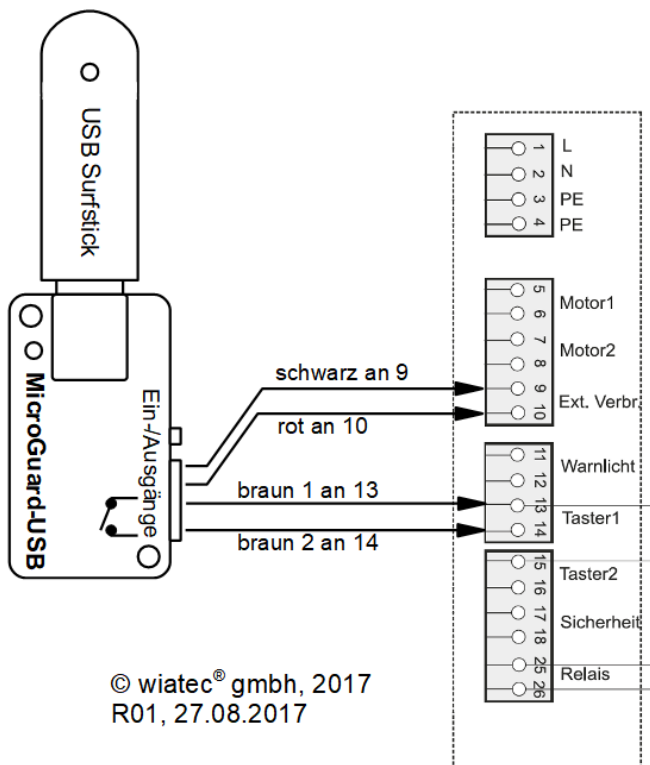 USB Surfstick
MicroGuard-USB
Ein-/Ausgänge
schwarz an 9
rot an 10
braun 1 an 13
braun 2 an 14
1 L
2 N
3 PE
4 PE
5
Motor1
6
7
Motor2
8
9
Ext. Verbr.
10
11
Warnlicht
12
13
Taster1
14
15
Taster2
16
17
Sicherheit
18
25
Relais
26
© wiatec® gmbh, 2017
R01, 27.08.2017